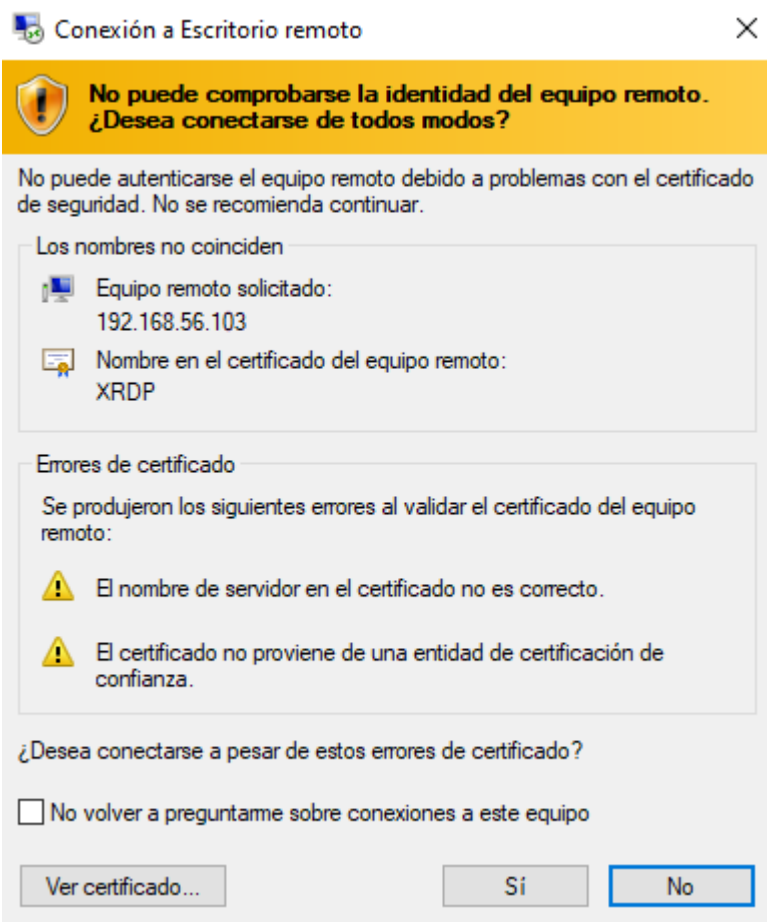 Conexión a Escritorio remoto
No puede comprobarse la identidad del equipo remoto.
¿Desea conectarse de todos modos?
No puede autenticarse el equipo remoto debido a problemas con el certificado
de seguridad. No se recomienda continuar.
Los nombres no coinciden
Equipo remoto solicitado:
192.168.56.103
Nombre en el certificado del equipo remoto:
XRDP
Errores de certificado
Se produjeron los siguientes errores al validar el certificado del equipo
remoto:
El nombre de servidor en el certificado no es correcto.
El certificado no proviene de una entidad de certificación de
confianza.
¿Desea conectarse a pesar de estos errores de certificado?
No volver a preguntarme sobre conexiones a este equipo
Ver certificado...
Sí
No